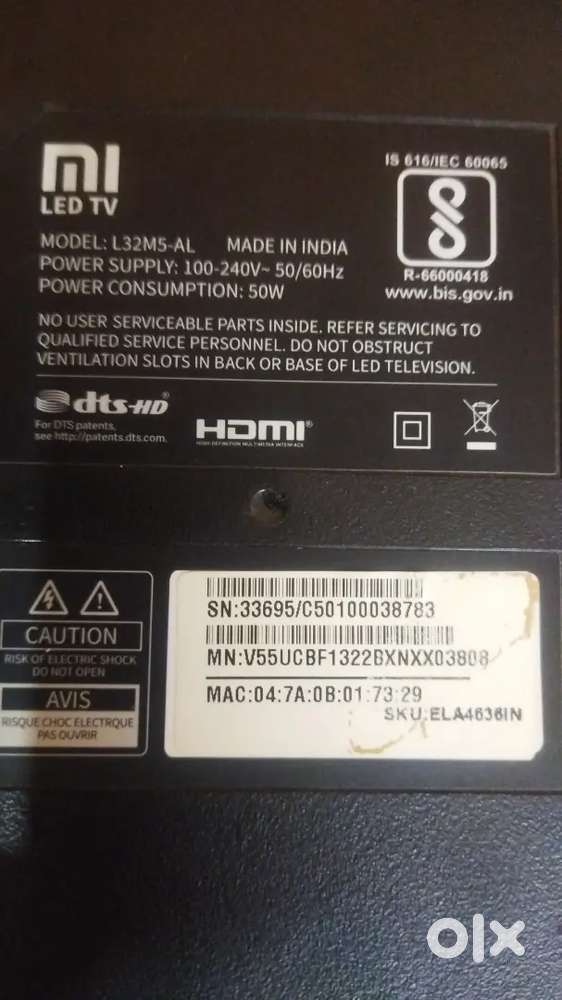 mi
LED TV
MODEL: L32M5-AL MADE IN INDIA
POWER SUPPLY: 100-240V~ 50/60Hz
POWER CONSUMPTION: 50W
IS 616/IEC 60065
R-66000418
www.bis.gov.in
NO USER SERVICEABLE PARTS INSIDE. REFER SERVICING TO
QUALIFIED SERVICE PERSONNEL. DO NOT OBSTRUCT
VENTILATION SLOTS IN BACK OR BASE OF LED TELEVISION.
dts-HD®
For DTS patents,
see http://patents.dts.com.
HDMI®
HIGH-DEFINITION MULTIMEDIA INTERFACE
CAUTION
RISK OF ELECTRIC SHOCK
DO NOT OPEN
AVIS
RISQUE CHOC ELECTRQUE
PAS OUVRIR
SN:33695/C50100038783
MN:V55UCBF1322BXNXX03808
MAC:04:7A:0B:01:73:29
SKU:ELA4636IN
olx